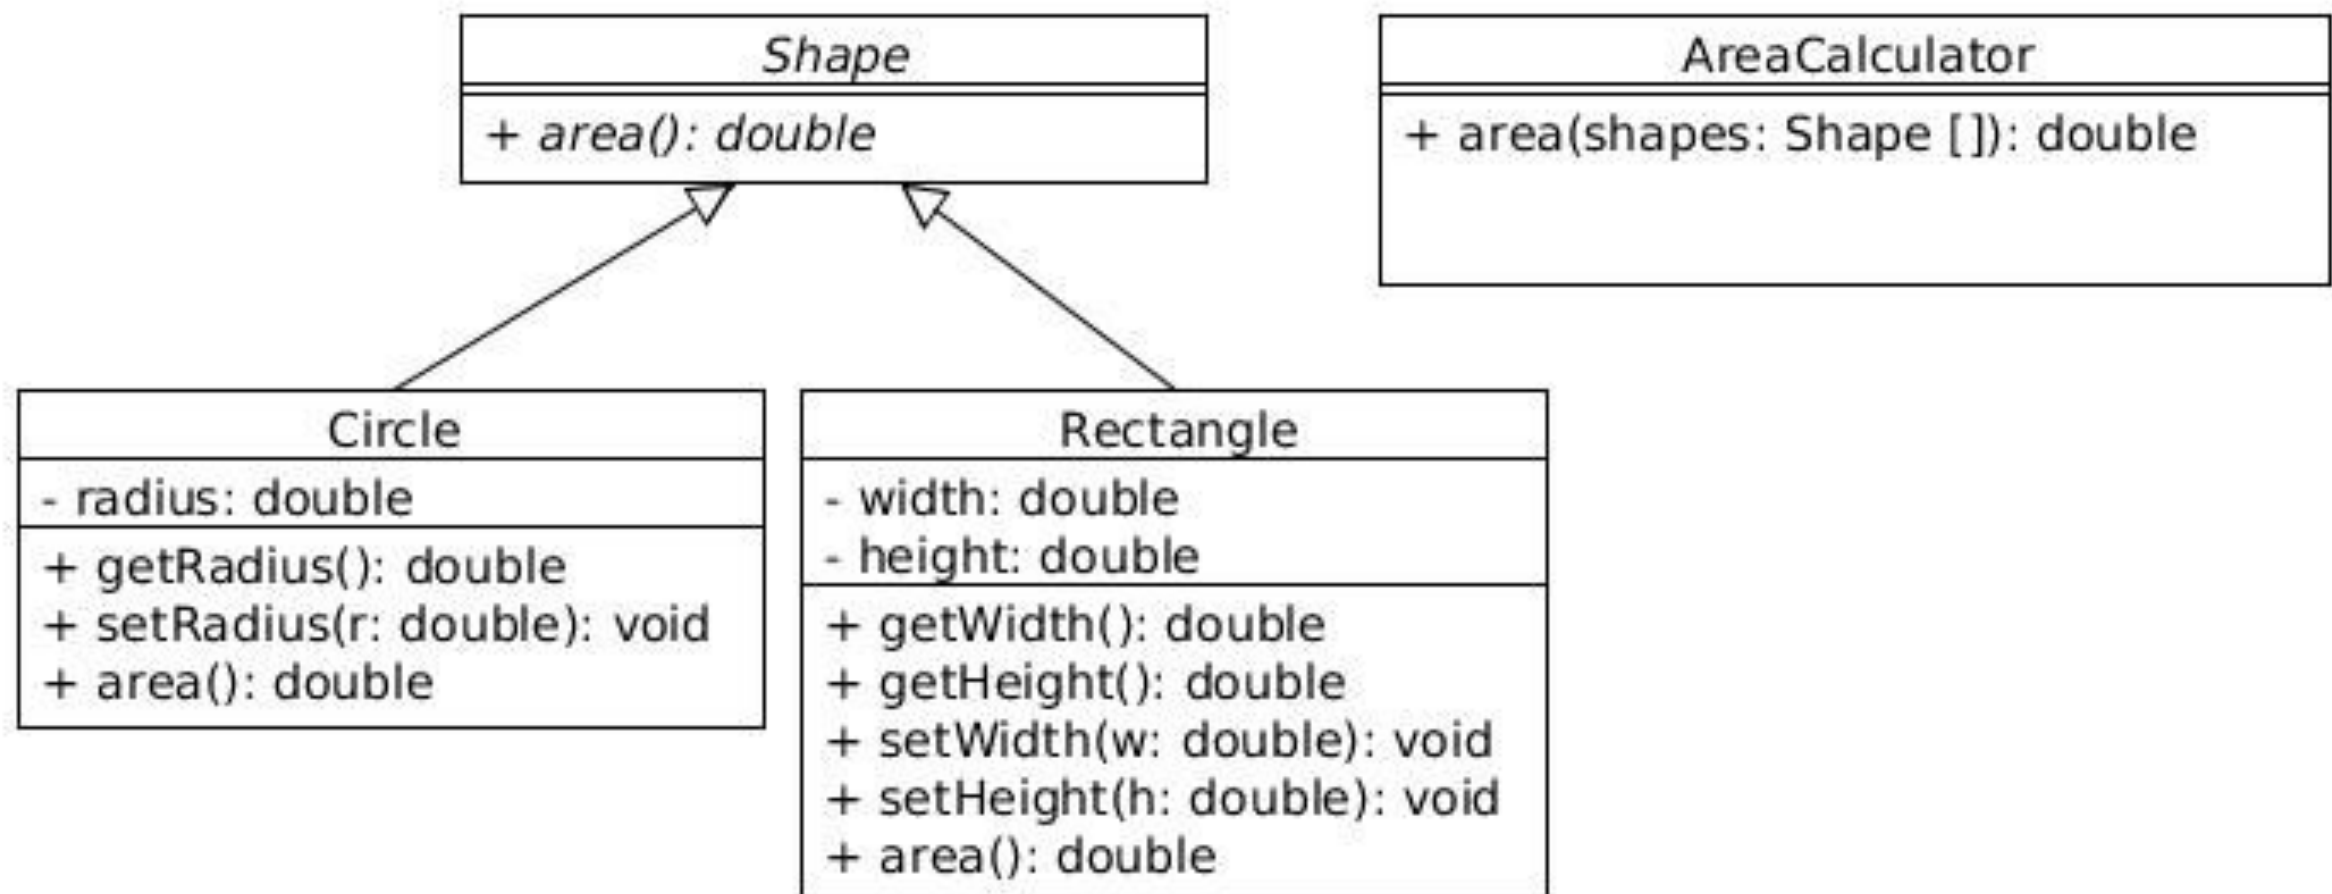 Shape
+ area(): double
AreaCalculator
+ area(shapes: Shape []): double
Circle
- radius: double
+ getRadius(): double
+ setRadius(r: double): void
+ area(): double
Rectangle
- width: double
- height: double
+ getWidth(): double
+ getHeight(): double
+ setWidth(w: double): void
+ setHeight(h: double): void
+ area(): double